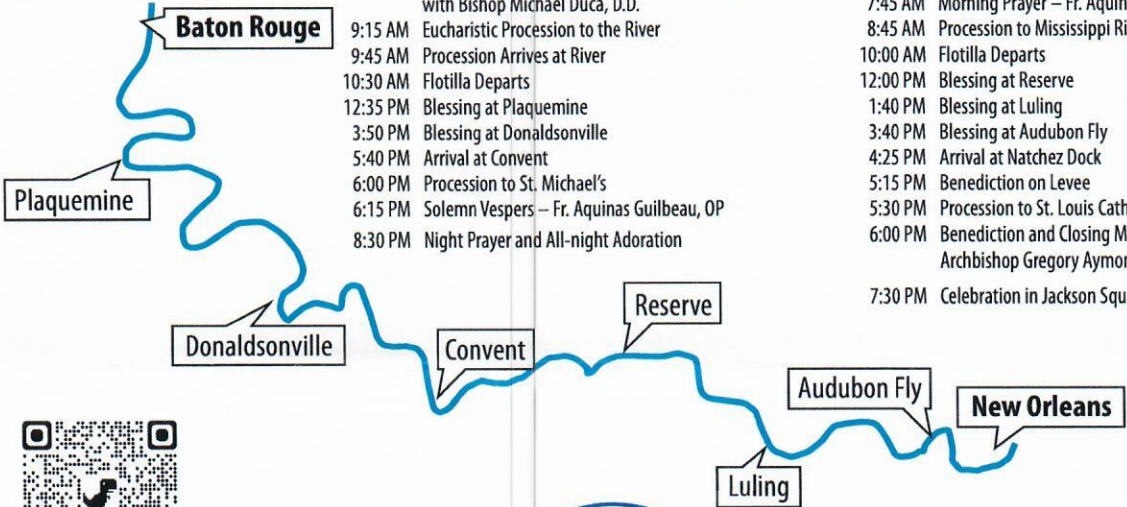 with Bishop Michael Duca, D.D.
9:15 AM Eucharistic Procession to the River
9:45 AM Procession Arrives at River
10:30 AM Flotilla Departs
12:35 PM Blessing at Plaquemine
3:50 PM Blessing at Donaldsonville
5:40 PM Arrival at Convent
6:00 PM Procession to St. Michael's
6:15 PM Solemn Vespers – Fr. Aquinas Guilbeau, OP
8:30 PM Night Prayer and All-night Adoration
7:45 AM Morning Prayer – Fr. Aquin
8:45 AM Procession to Mississippi Ri
10:00 AM Flotilla Departs
12:00 PM Blessing at Reserve
1:40 PM Blessing at Luling
3:40 PM Blessing at Audubon Fly
4:25 PM Arrival at Natchez Dock
5:15 PM Benediction on Levee
5:30 PM Procession to St. Louis Cath
6:00 PM Benediction and Closing M
Archbishop Gregory Aymo
7:30 PM Celebration in Jackson Squ
Baton Rouge
Plaquemine
Donaldsonville
Convent
Reserve
Luling
Audubon Fly
New Orleans